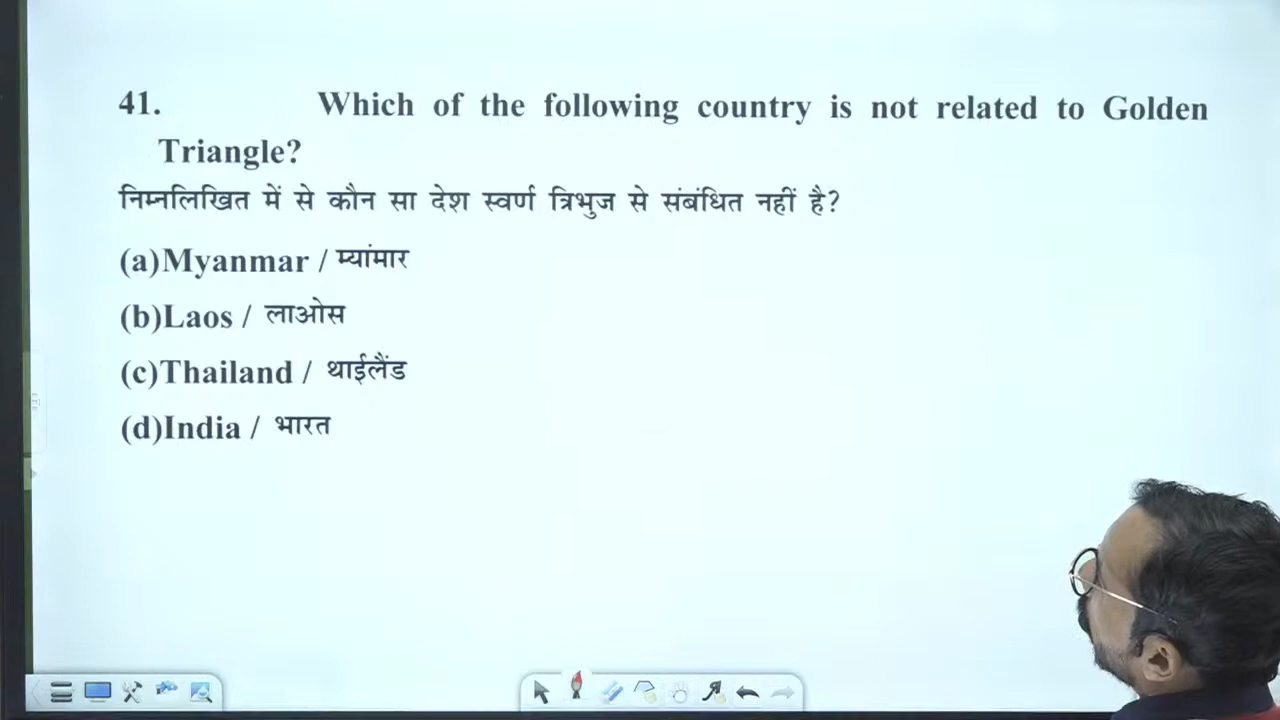 41. Which of the following country is not related to Golden
Triangle?
निम्नलिखित में से कौन सा देश स्वर्ण त्रिभुज से संबंधित नहीं है?
(a)Myanmar / म्यांमार
(b)Laos / लाओस
(c)Thailand / थाईलैंड
(d)India / भारत